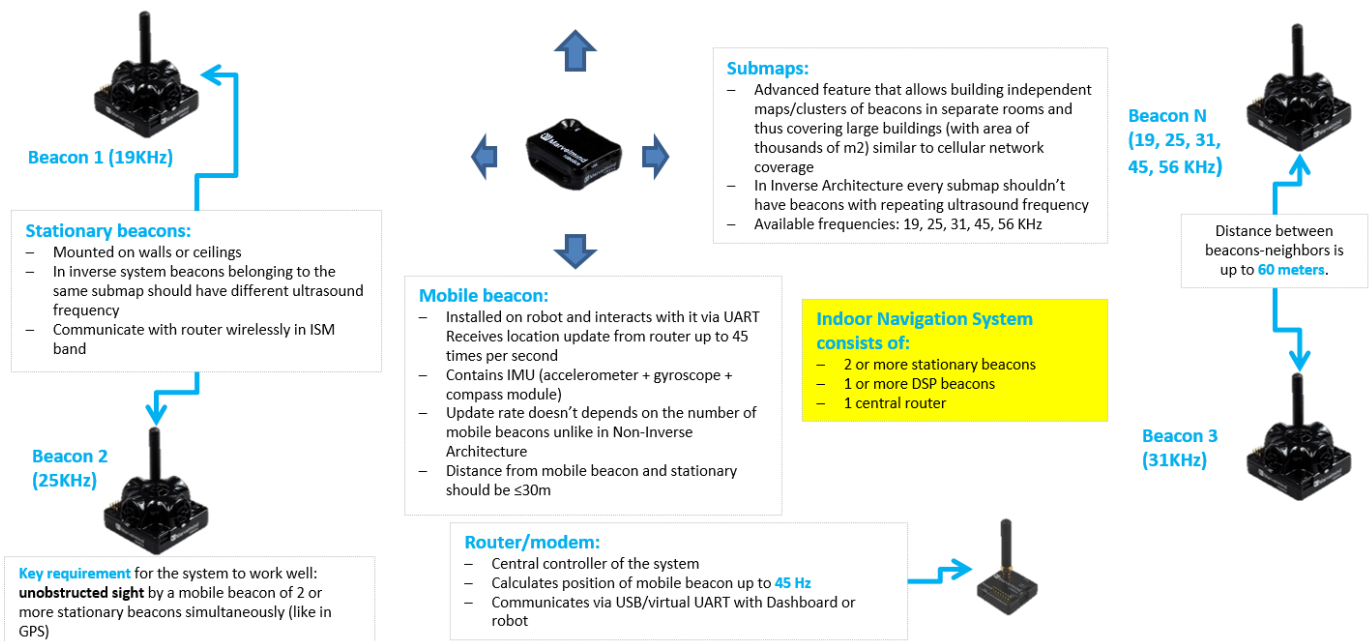 Beacon 1 (19KHz)
Stationary beacons:
– Mounted on walls or ceilings
– In inverse system beacons belonging to the
same submap should have different ultrasound
frequency
– Communicate with router wirelessly in ISM
band
Beacon 2
(25KHz)
Key requirement for the system to work well:
unobstructed sight by a mobile beacon of 2 or
more stationary beacons simultaneously (like in
GPS)
Marvelmind
robotics
Mobile beacon:
– Installed on robot and interacts with it via UART
Receives location update from router up to 45
times per second
– Contains IMU (accelerometer + gyroscope +
compass module)
– Update rate doesn't depends on the number of
mobile beacons unlike in Non-Inverse
Architecture
– Distance from mobile beacon and stationary
should be ≤30m
Submaps:
– Advanced feature that allows building independent
maps/clusters of beacons in separate rooms and
thus covering large buildings (with area of
thousands of m2) similar to cellular network
coverage
– In Inverse Architecture every submap shouldn't
have beacons with repeating ultrasound frequency
– Available frequencies: 19, 25, 31, 45, 56 KHz
Indoor Navigation System
consists of:
– 2 or more stationary beacons
– 1 or more DSP beacons
– 1 central router
Router/modem:
– Central controller of the system
– Calculates position of mobile beacon up to 45 Hz
– Communicates via USB/virtual UART with Dashboard or
robot
Beacon N
(19, 25, 31,
45, 56 KHz)
Distance between
beacons-neighbors is
up to 60 meters.
Beacon 3
(31KHz)